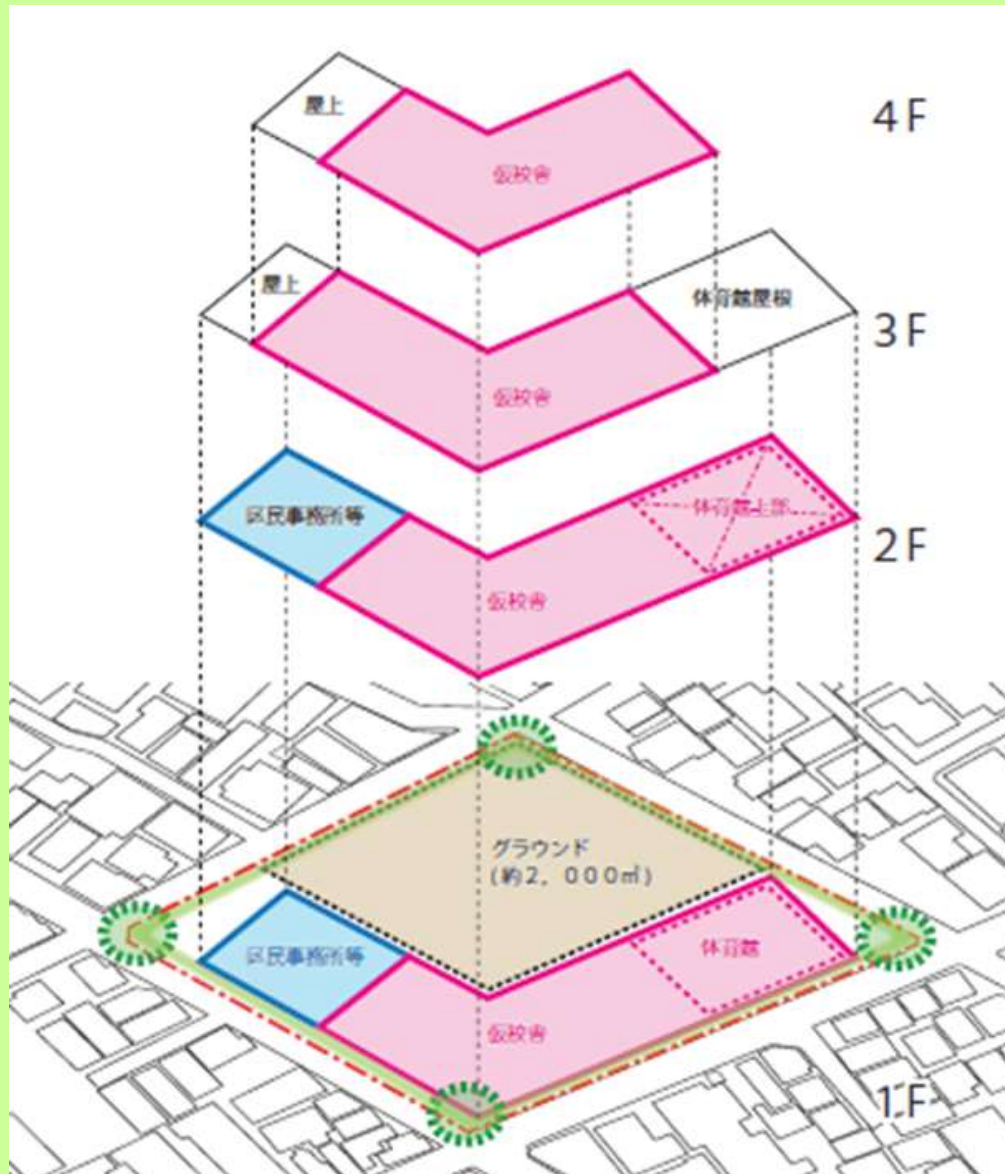 屋上
4F
仮校舎
屋上
体育館屋根
3F
仮校舎
区民事務所等
体育館上部
2F
仮校舎
グラウンド
(約2,000㎡)
区民事務所等
体育館
仮校舎
1F